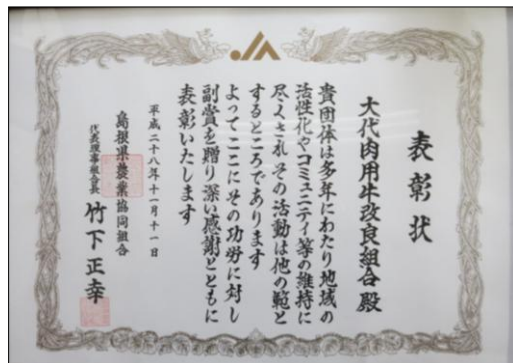 表彰状
大代肉用牛改良組合 殿
貴団体は多年にわたり地域の
活性化やコミュニティ等の維持に
尽くされ その活動は他の範と
するところであります
よってここにその功労に対し
副賞を贈り深い感謝とともに
表彰いたします
平成二十八年十一月十一日
島根県農業協同組合
代表理事組合長 竹下正幸